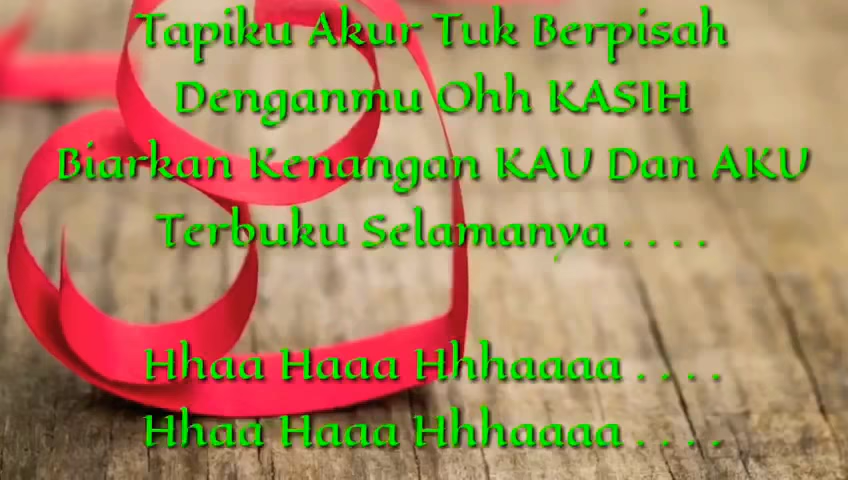 Tapiku Akur Tuk Berpisah
Denganmu Ohh KASIH
Biarkan Kenangan KAU Dan AKU
Terbuku Selamanya . . . .
Hhaa Haaa Hhhaaaa . . . .
Hhaa Haaa Hhhaaaa . . . .